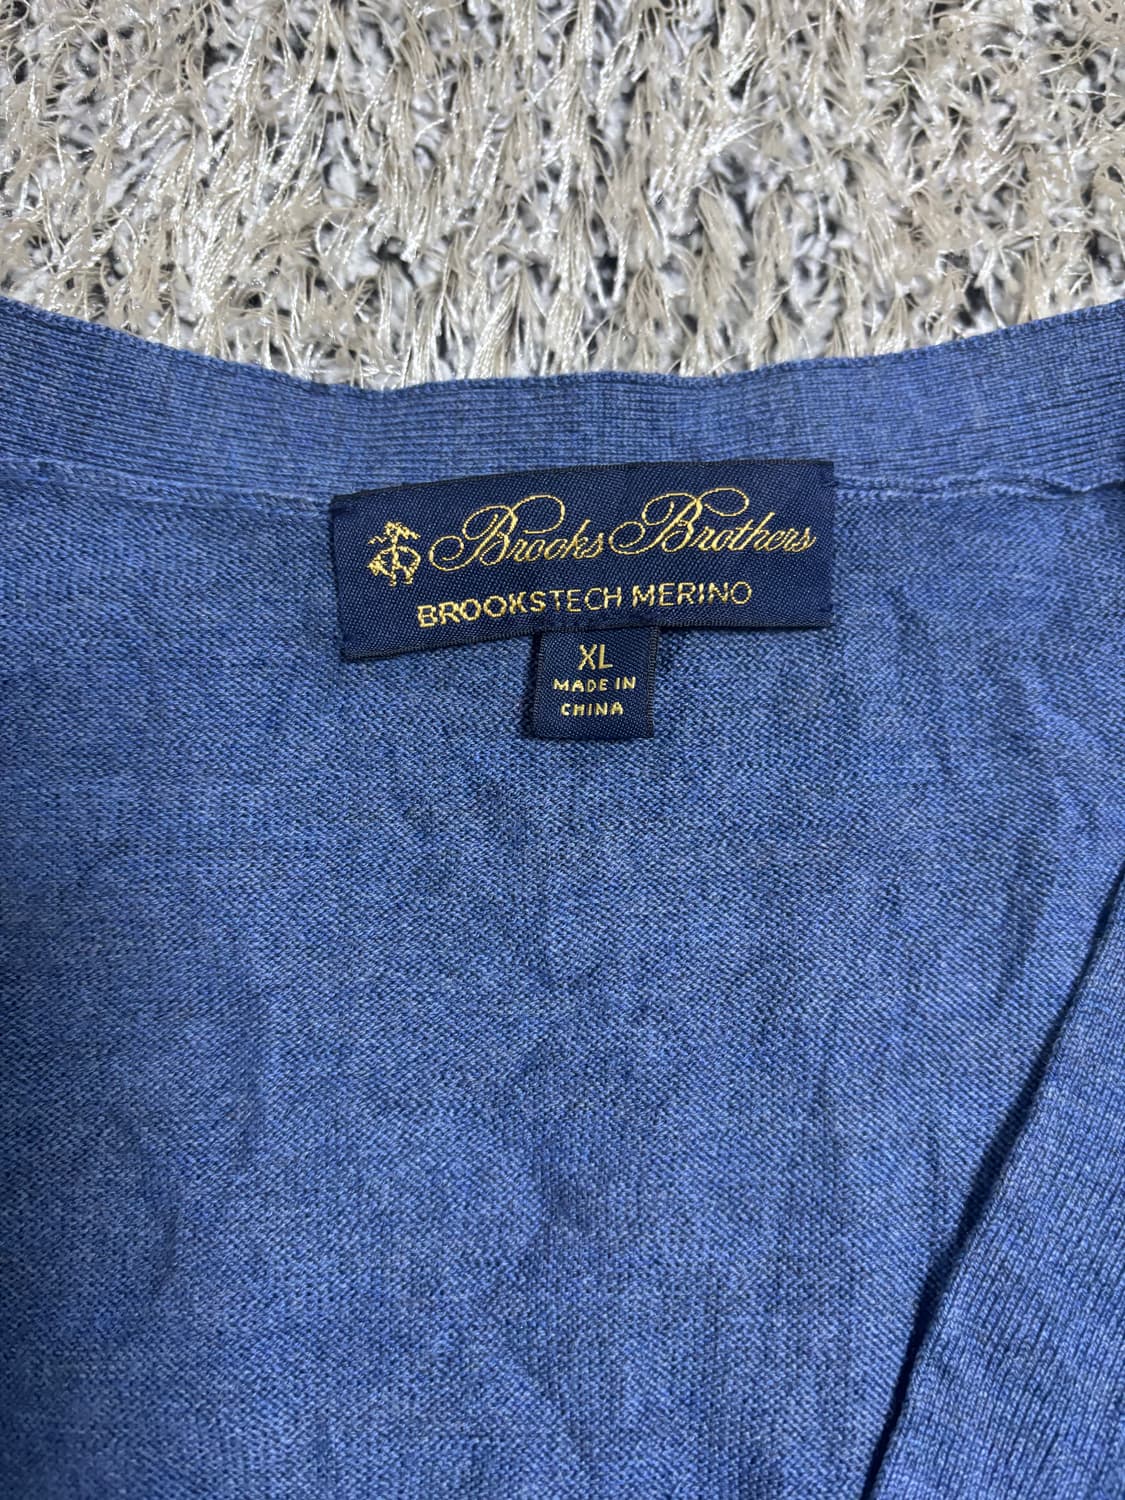 Brooks Brothers
BROOKSTECH MERINO
XL
MADE IN
CHINA